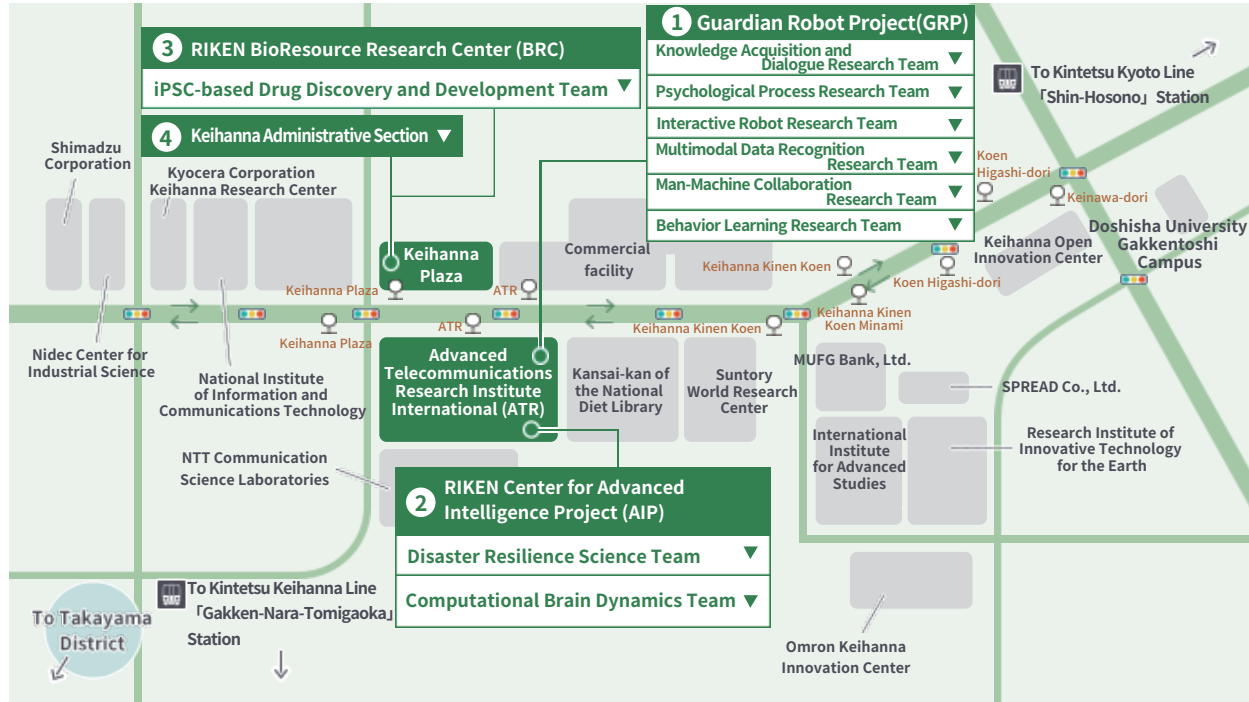 1 Guardian Robot Project(GRP)
Knowledge Acquisition and
Dialogue Research Team ▼
Psychological Process Research Team ▼
Interactive Robot Research Team ▼
Multimodal Data Recognition
Research Team ▼
Man-Machine Collaboration
Research Team ▼
Behavior Learning Research Team ▼
3 RIKEN BioResource Research Center (BRC)
iPSC-based Drug Discovery and Development Team ▼
4 Keihanna Administrative Section ▼
To Kintetsu Kyoto Line
「Shin-Hosono」 Station
Shimadzu
Corporation
Kyocera Corporation
Keihanna Research Center
Koen
Higashi-dori
Keinawa-dori
Keihanna
Plaza
Commercial
facility
Keihanna Open
Innovation Center
Doshisha University
Gakkentoshi
Campus
Keihanna Kinen Koen
Koen Higashi-dori
Keihanna Plaza
ATR
Keihanna Plaza
ATR
Keihanna Kinen Koen
Keihanna Kinen
Koen Minami
Nidec Center for
Industrial Science
National Institute
of Information and
Communications Technology
Advanced
Telecommunications
Research Institute
International (ATR)
Kansai-kan of
the National
Diet Library
Suntory
World Research
Center
MUFG Bank, Ltd.
SPREAD Co., Ltd.
International
Institute
for Advanced
Studies
Research Institute of
Innovative Technology
for the Earth
NTT Communication
Science Laboratories
2 RIKEN Center for Advanced
Intelligence Project (AIP)
Disaster Resilience Science Team ▼
Computational Brain Dynamics Team ▼
To Takayama
District
To Kintetsu Keihanna Line
「Gakken-Nara-Tomigaoka」
Station
Omron Keihanna
Innovation Center